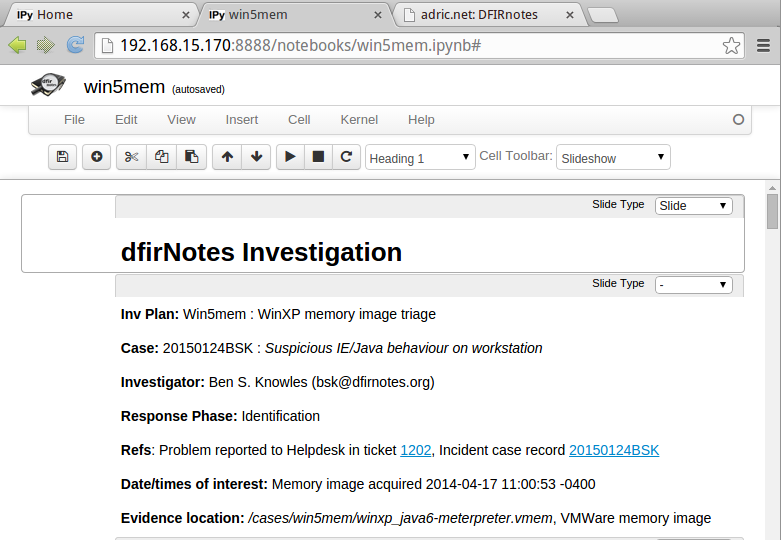 IPy Home
IPy win5mem
adric.net: DFIRnotes
192.168.15.170:8888/notebooks/win5mem.ipynb#
dfir notes
win5mem (autosaved)
File Edit View Insert Cell Kernel Help
Heading 1 Cell Toolbar: Slideshow
Slide Type Slide
dfirNotes Investigation
Slide Type -
Inv Plan: Win5mem : WinXP memory image triage
Case: 20150124BSK : Suspicious IE/Java behaviour on workstation
Investigator: Ben S. Knowles (bsk@dfirnotes.org)
Response Phase: Identification
Refs: Problem reported to Helpdesk in ticket 1202, Incident case record 20150124BSK
Date/times of interest: Memory image acquired 2014-04-17 11:00:53 -0400
Evidence location: /cases/win5mem/winxp_java6-meterpreter.vmem, VMWare memory image